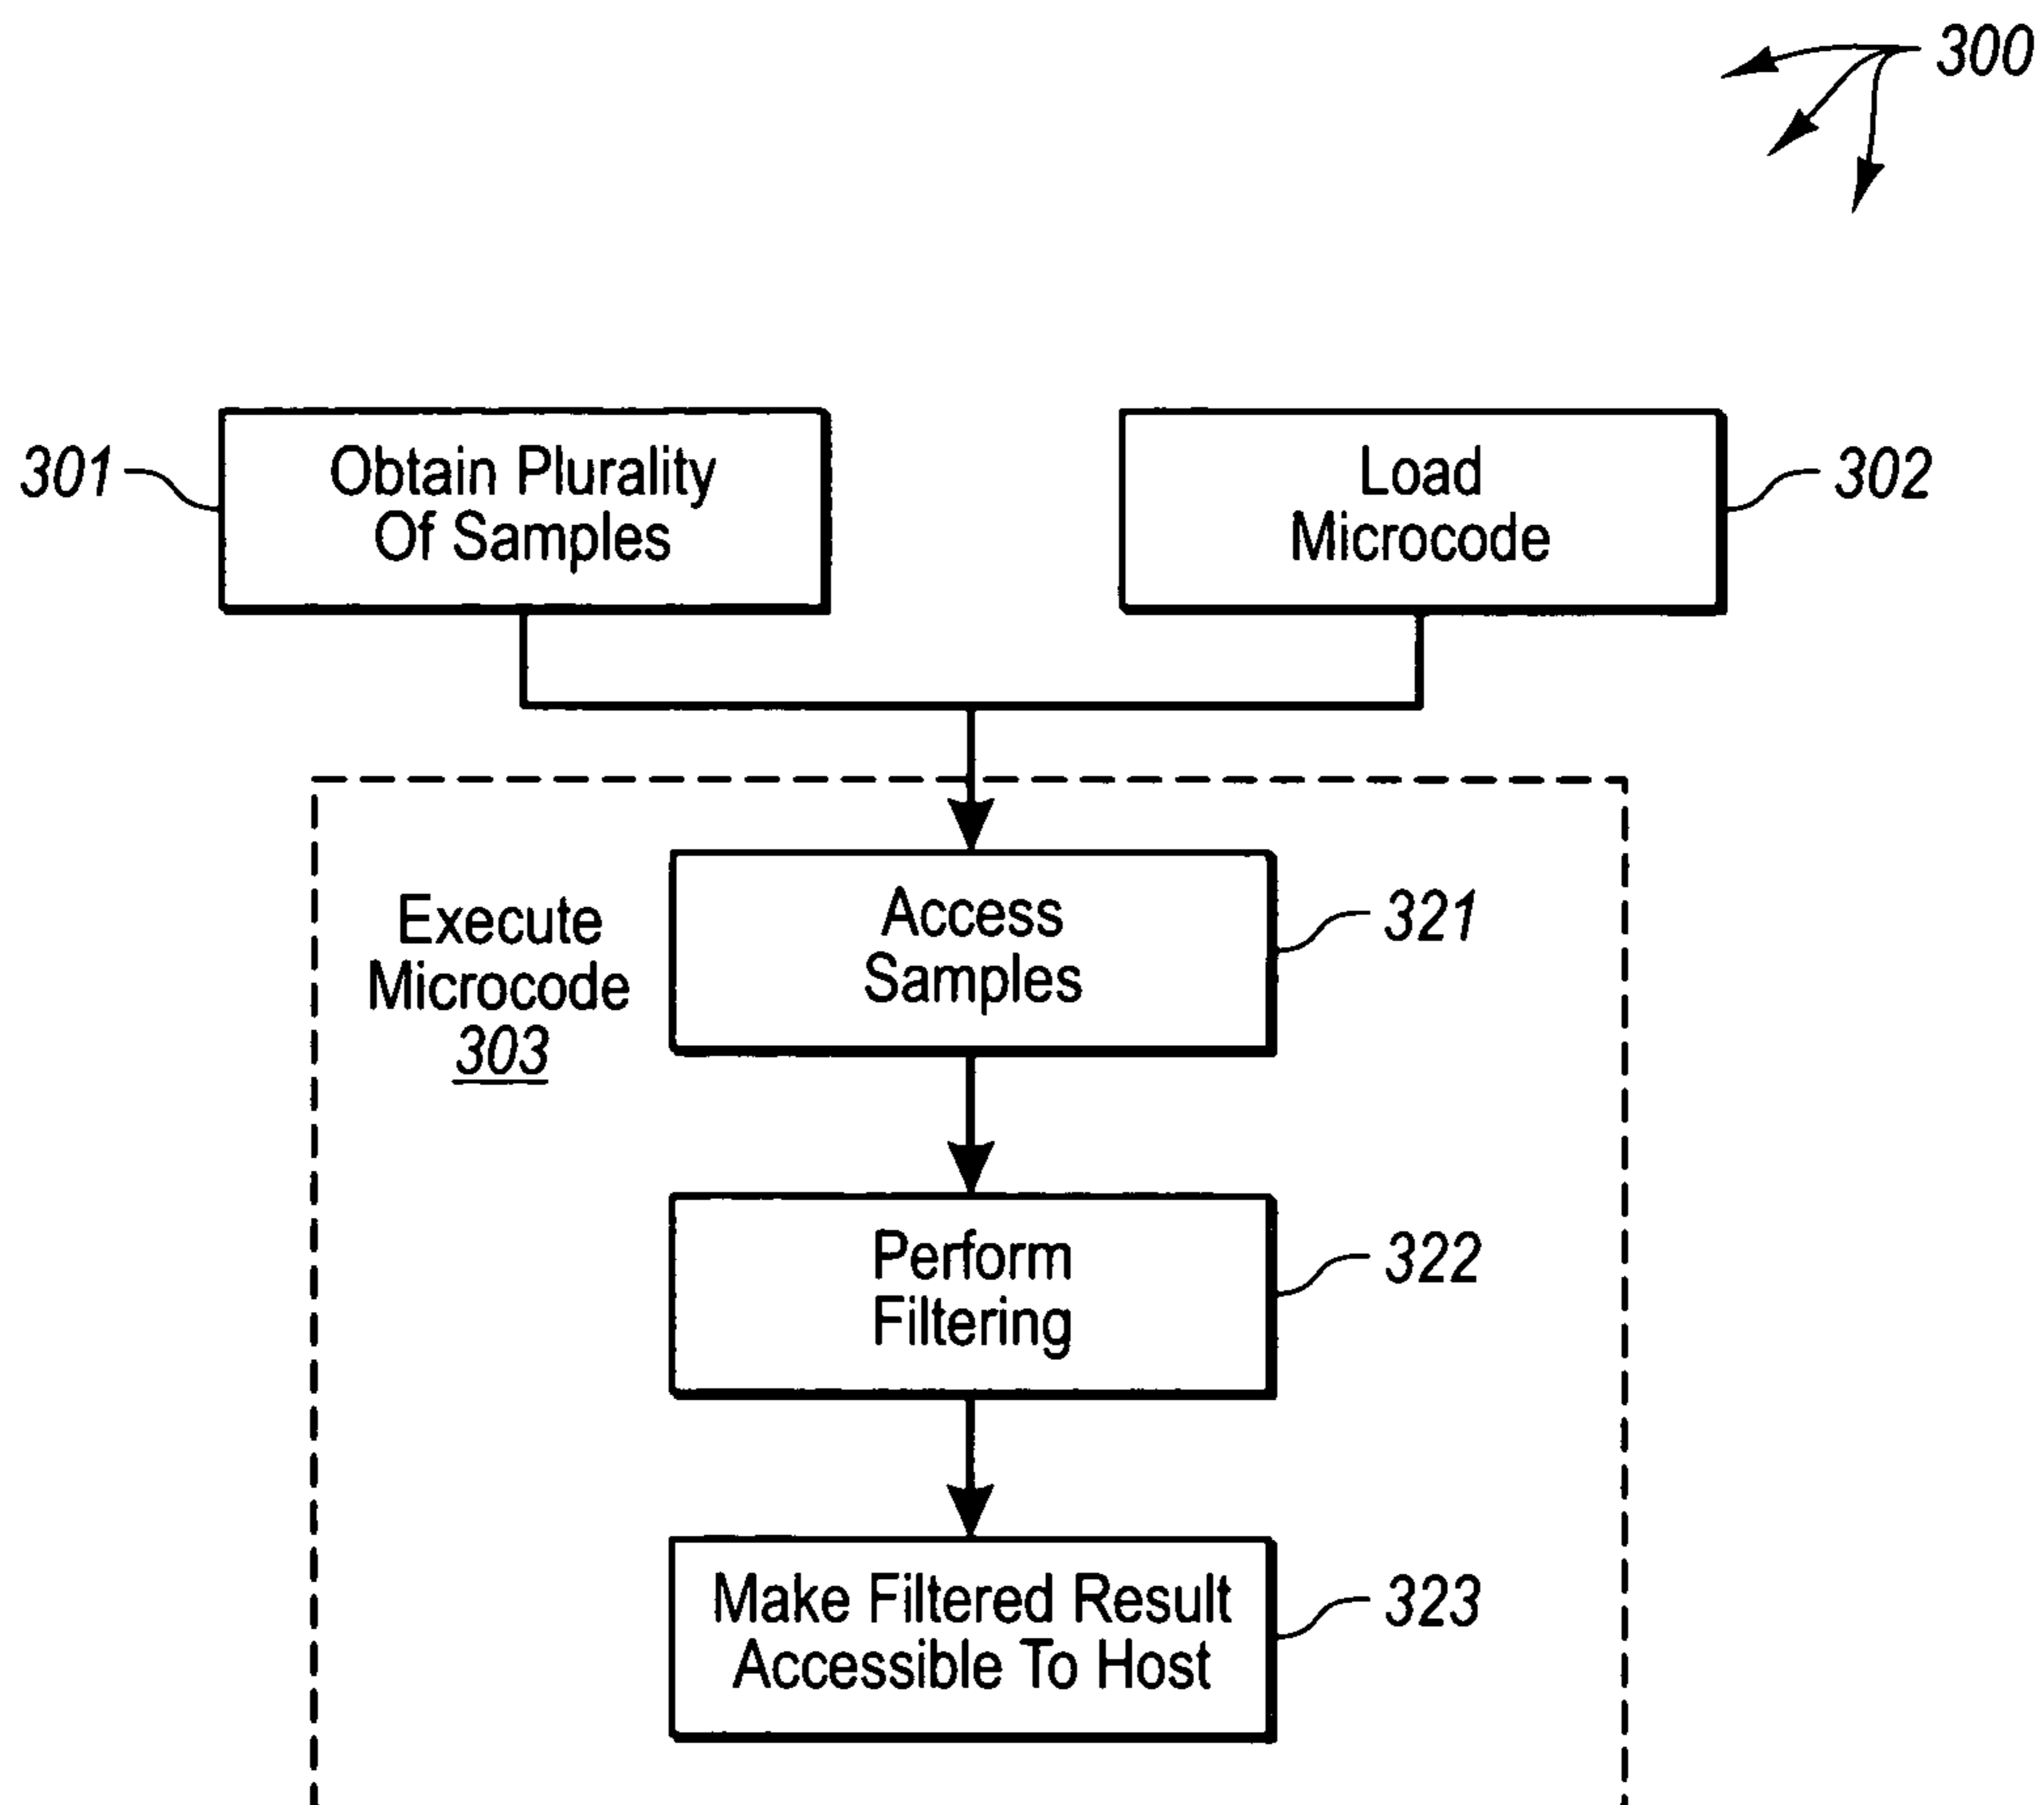 300
301
Obtain Plurality
Of Samples
Load
Microcode
302
Execute
Microcode
303
Access
Samples
321
Perform
Filtering
322
Make Filtered Result
Accessible To Host
323